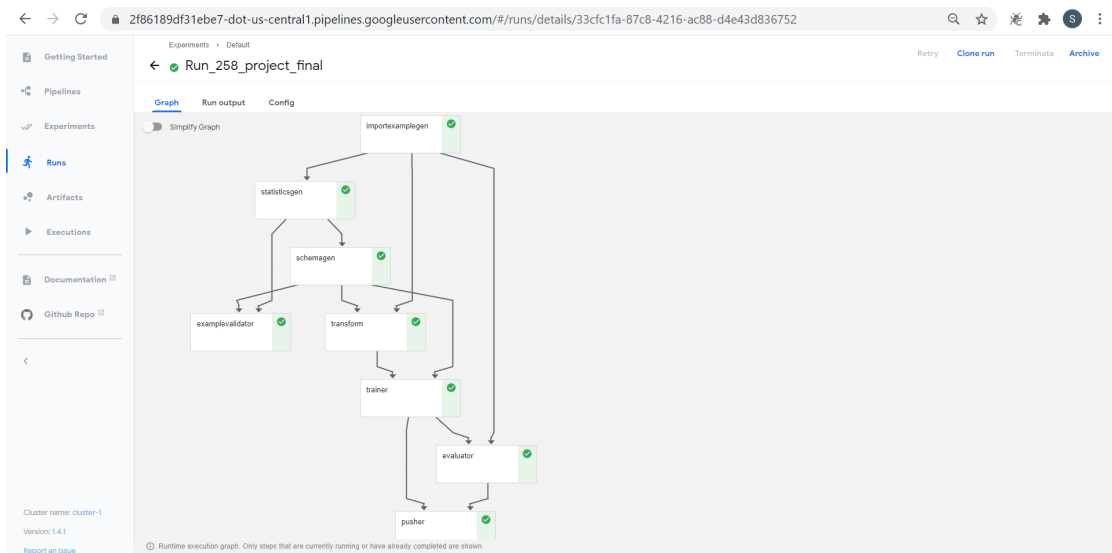 2f86189df31ebe7-dot-us-central1.pipelines.googleusercontent.com/#/runs/details/33cfc1fa-87c8-4216-ac88-d4e43d836752
S
Getting Started
Pipelines
Experiments
Runs
Artifacts
Executions
Documentation
Github Repo
Cluster name: cluster-1
Version: 1.4.1
Report an Issue
Experiments > Default
Run_258_project_final
Retry Clone run Terminate Archive
Graph Run output Config
Simplify Graph
importexamplegen
statisticsgen
schemagen
examplevalidator transform
trainer
evaluator
pusher
Runtime execution graph. Only steps that are currently running or have already completed are shown.